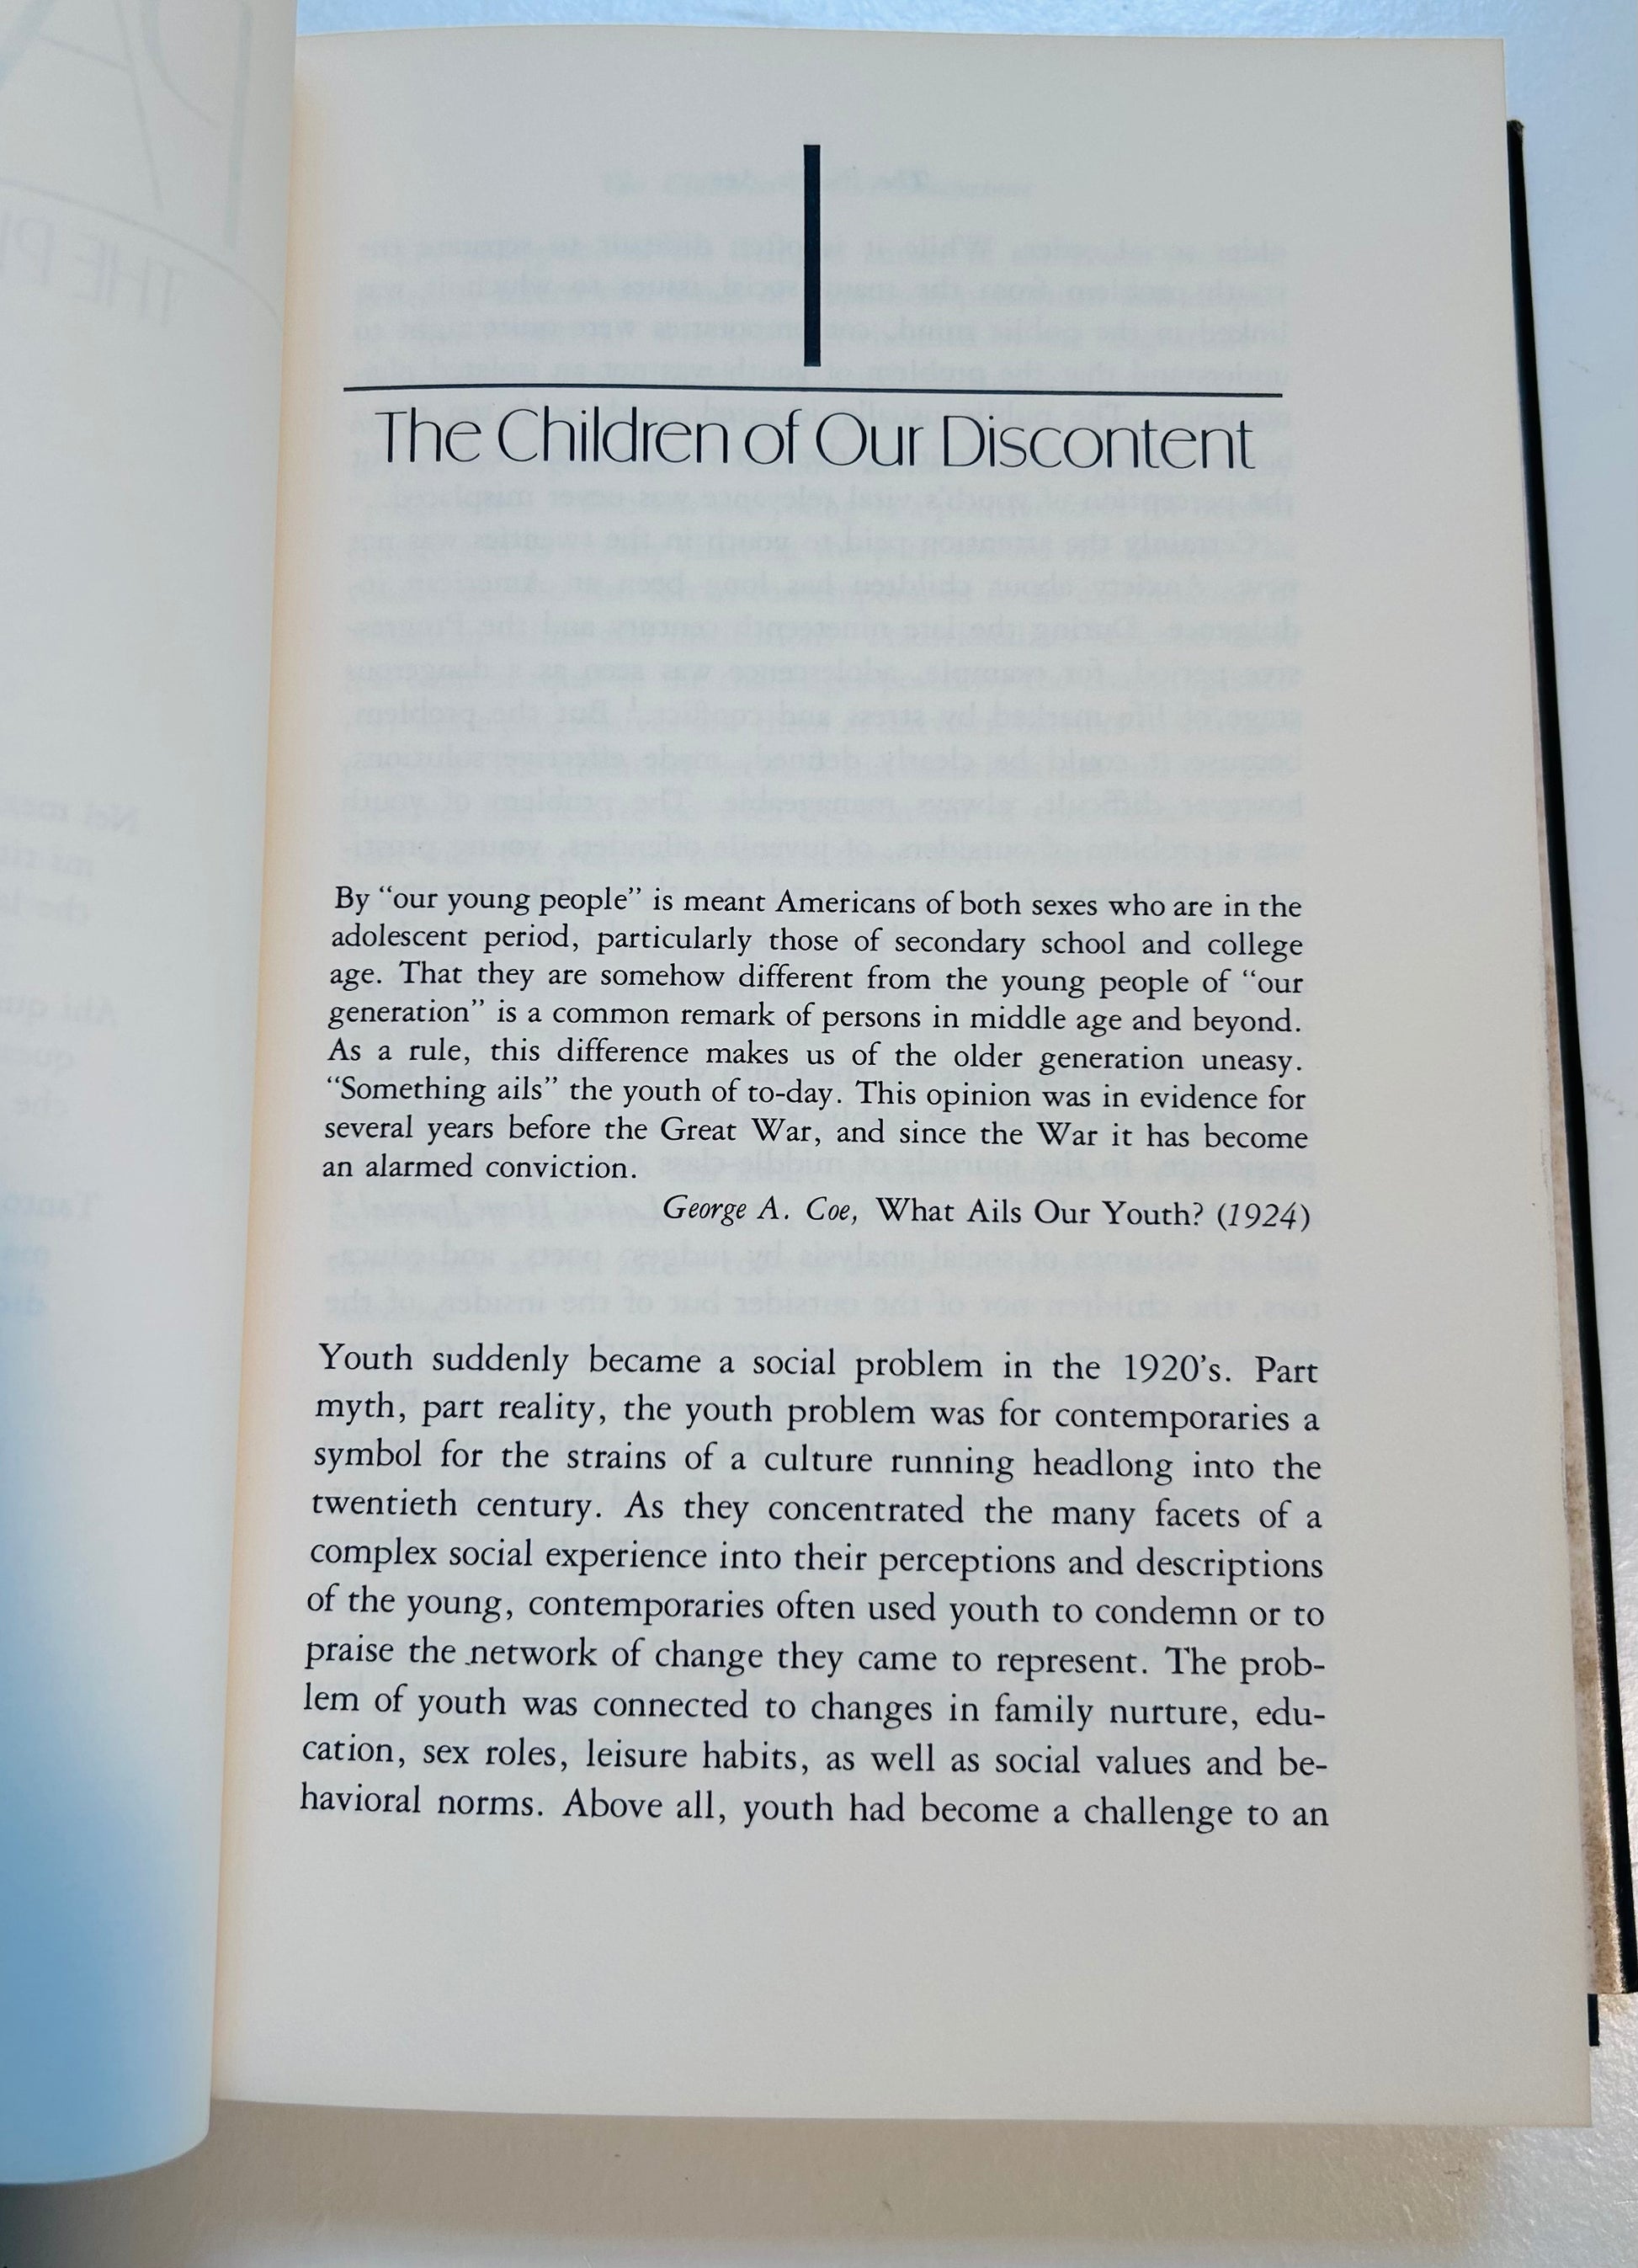 I
The Children of Our Discontent
By “our young people” is meant Americans of both sexes who are in the
adolescent period, particularly those of secondary school and college
age. That they are somehow different from the young people of “our
generation” is a common remark of persons in middle age and beyond.
As a rule, this difference makes us of the older generation uneasy.
“Something ails” the youth of to-day. This opinion was in evidence for
several years before the Great War, and since the War it has become
an alarmed conviction.
George A. Coe, What Ails Our Youth? (1924)
Youth suddenly became a social problem in the 1920’s. Part
myth, part reality, the youth problem was for contemporaries a
symbol for the strains of a culture running headlong into the
twentieth century. As they concentrated the many facets of a
complex social experience into their perceptions and descriptions
of the young, contemporaries often used youth to condemn or to
praise the network of change they came to represent. The prob-
lem of youth was connected to changes in family nurture, edu-
cation, sex roles, leisure habits, as well as social values and be-
havioral norms. Above all, youth had become a challenge to an